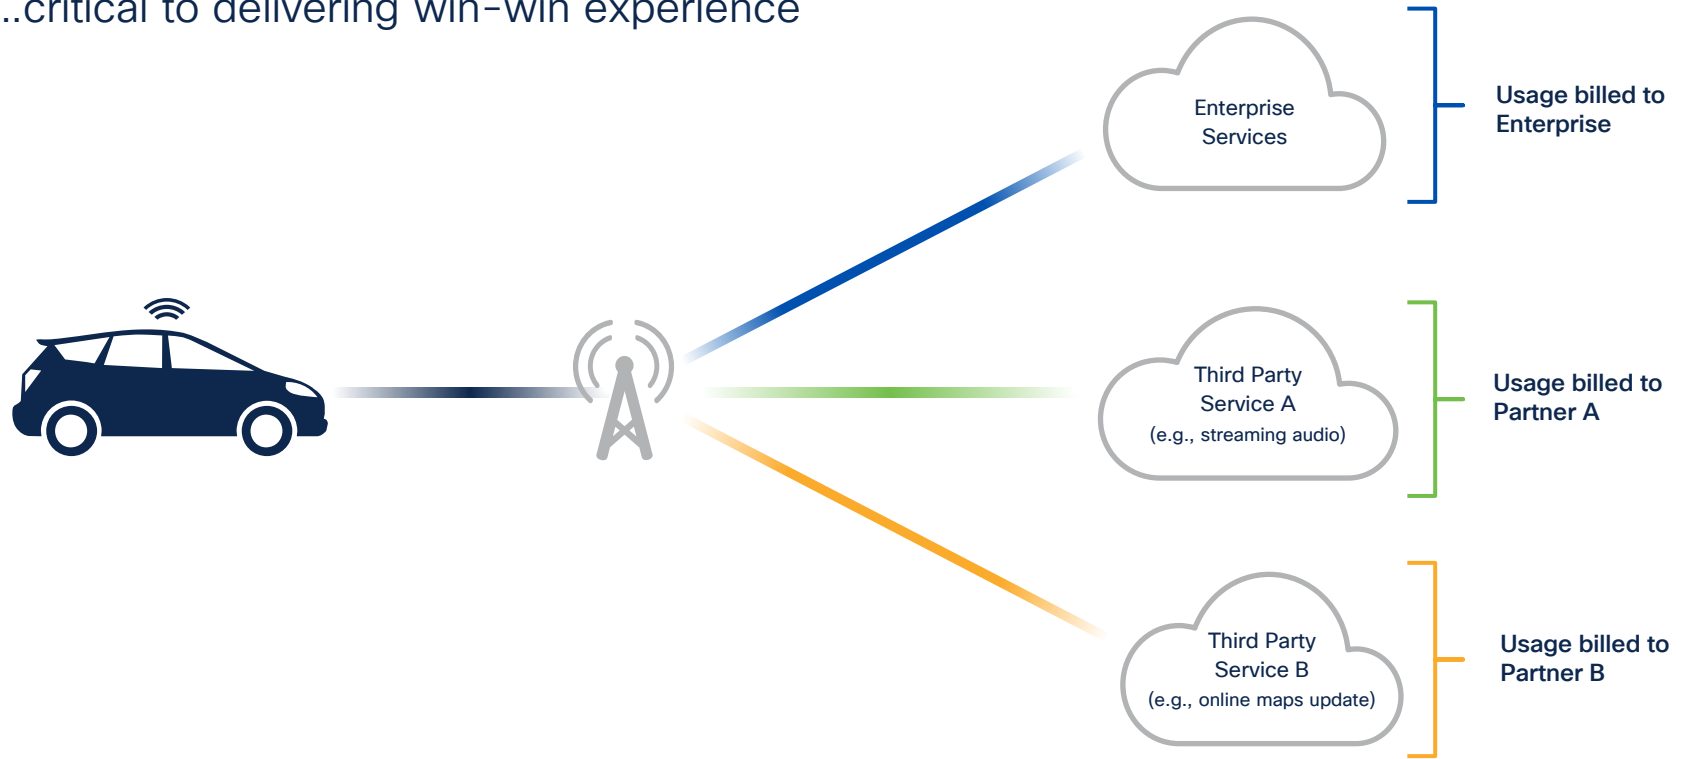 ..critical to delivering win-win experience
Enterprise
Services
Usage billed to
Enterprise
Third Party
Service A
(e.g., streaming audio)
Usage billed to
Partner A
Third Party
Service B
(e.g., online maps update)
Usage billed to
Partner B